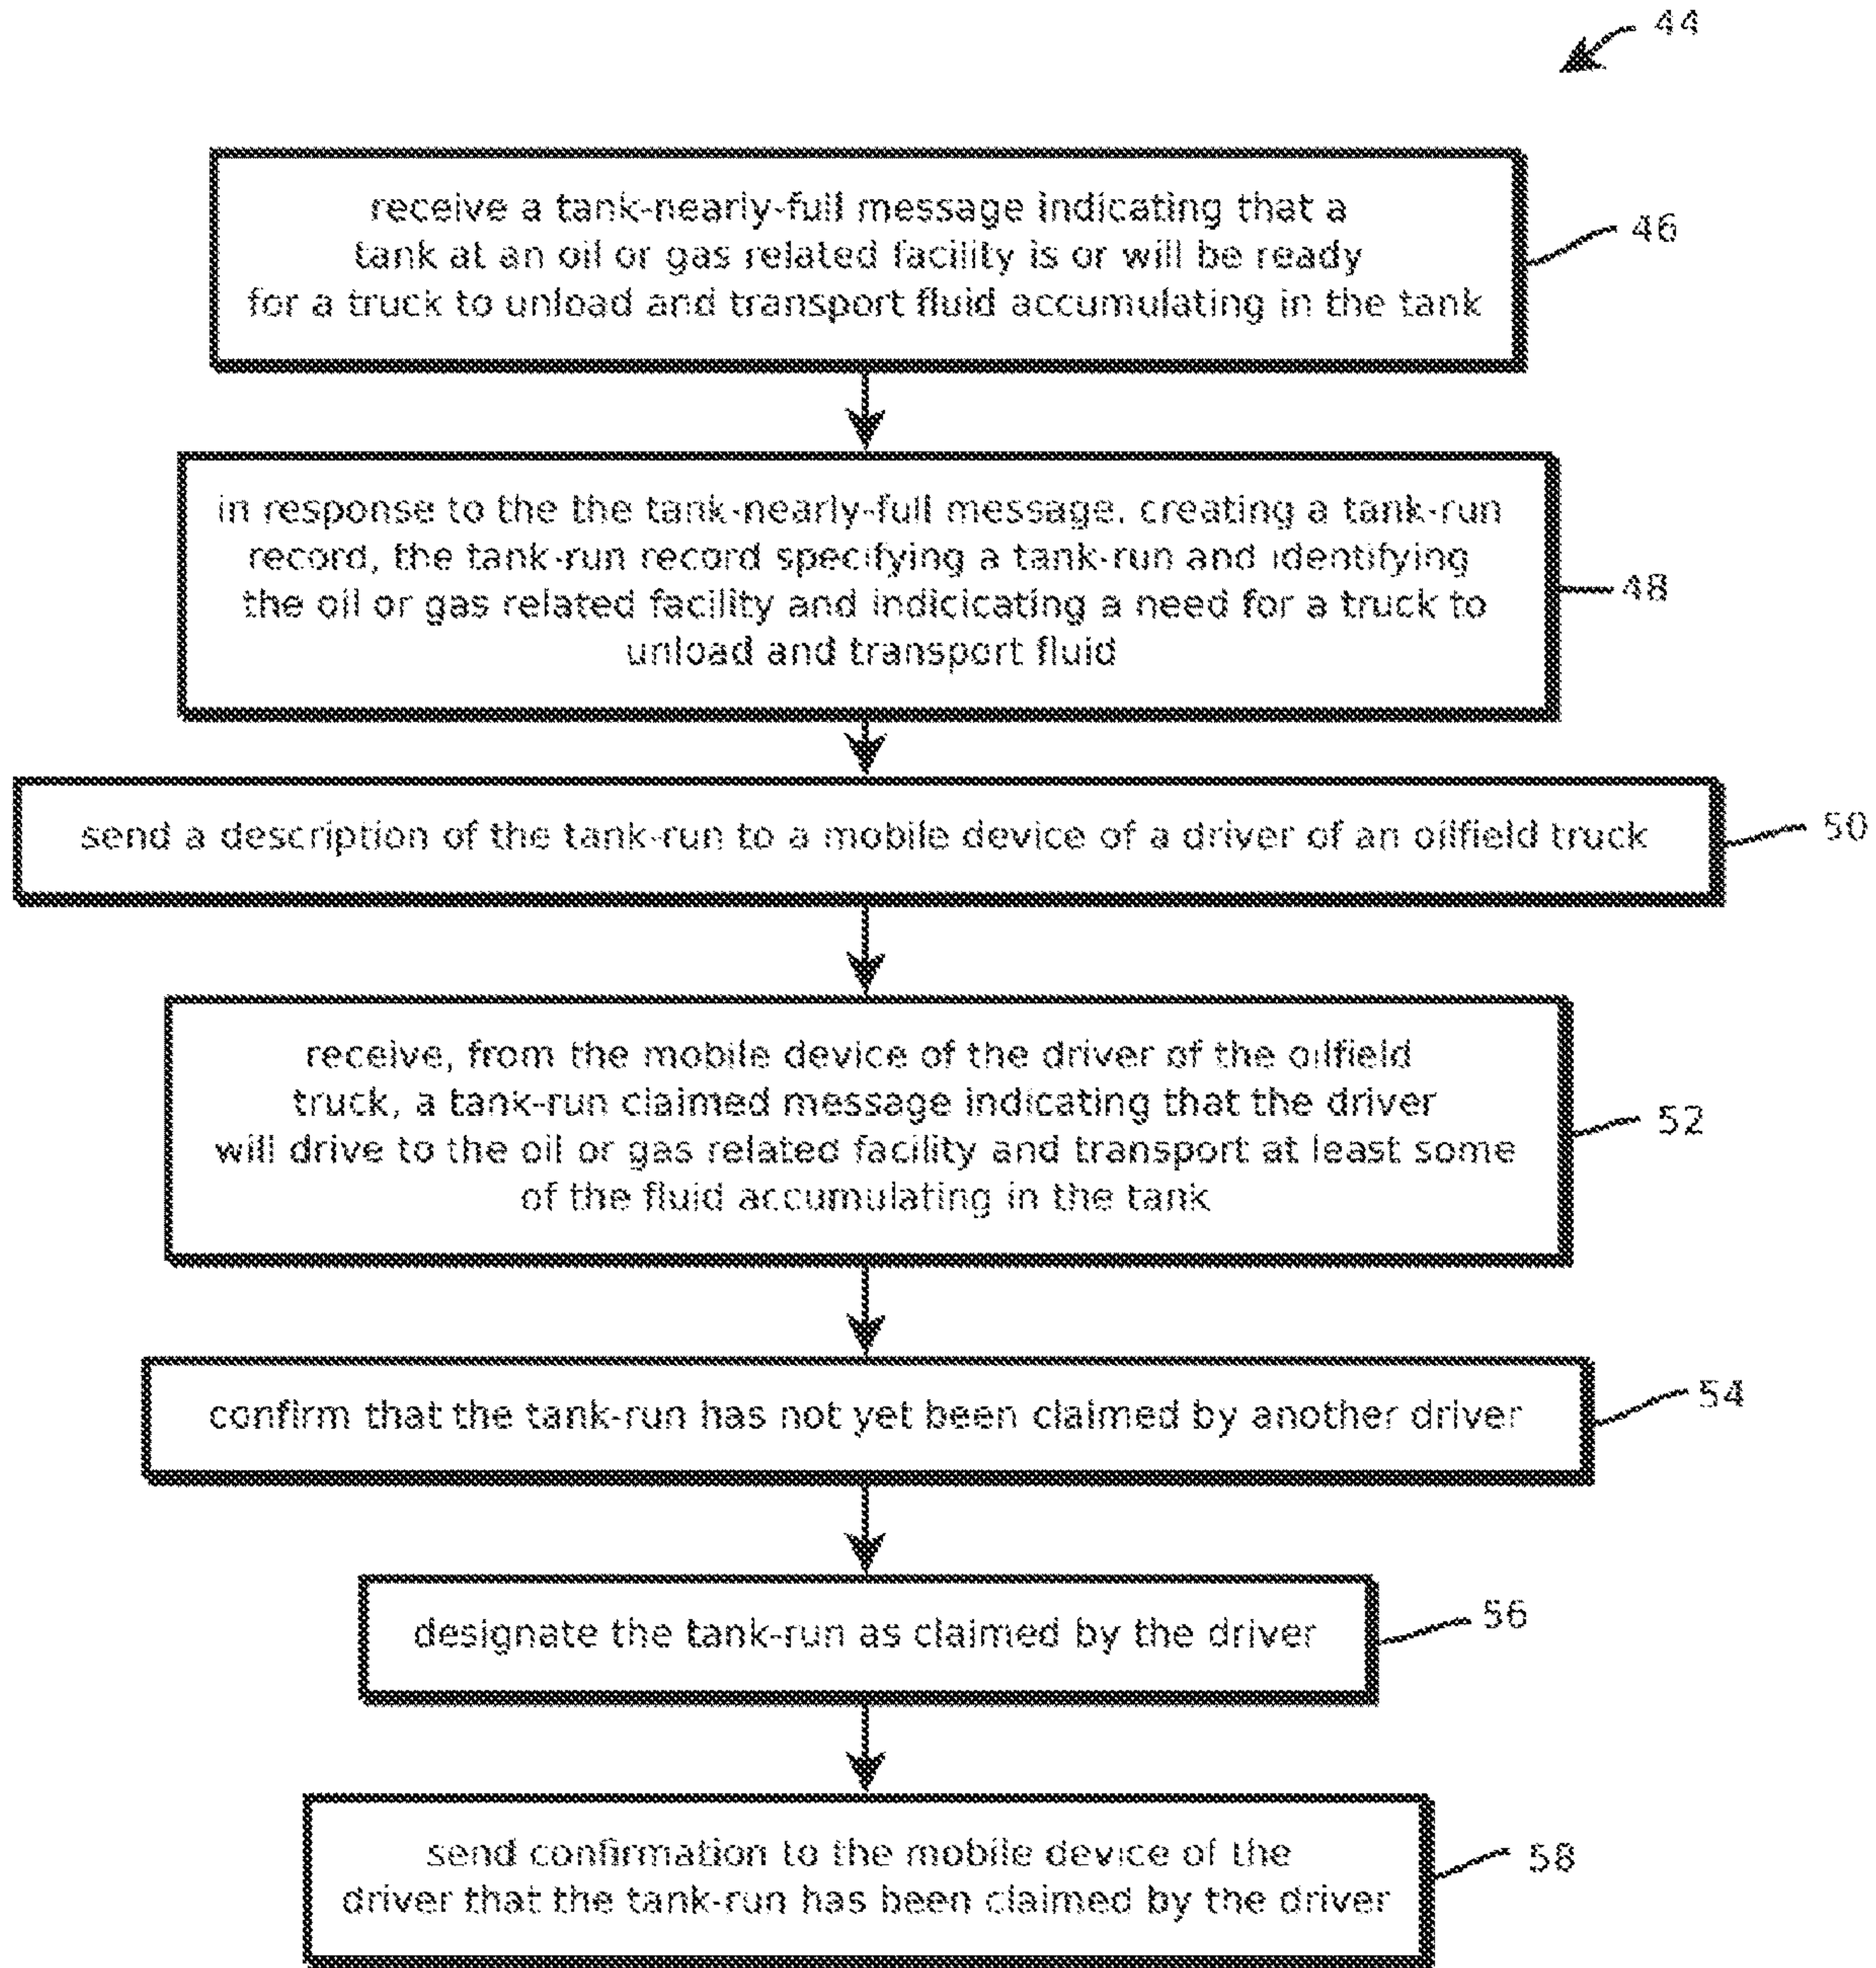 44
receive a tank-nearly-full message indicating that a
tank at an oil or gas related facility is or will be ready
for a truck to unload and transport fluid accumulating in the tank
46
in response to the the tank-nearly-full message, creating a tank-run
record, the tank-run record specifying a tank-run and identifying
the oil or gas related facility and indicicating a need for a truck to
unload and transport fluid
48
send a description of the tank-run to a mobile device of a driver of an oilfield truck
50
receive, from the mobile device of the driver of the oilfield
truck, a tank-run claimed message indicating that the driver
will drive to the oil or gas related facility and transport at least some
of the fluid accumulating in the tank
52
confirm that the tank-run has not yet been claimed by another driver
54
designate the tank-run as claimed by the driver
56
send confirmation to the mobile device of the
driver that the tank-run has been claimed by the driver
58